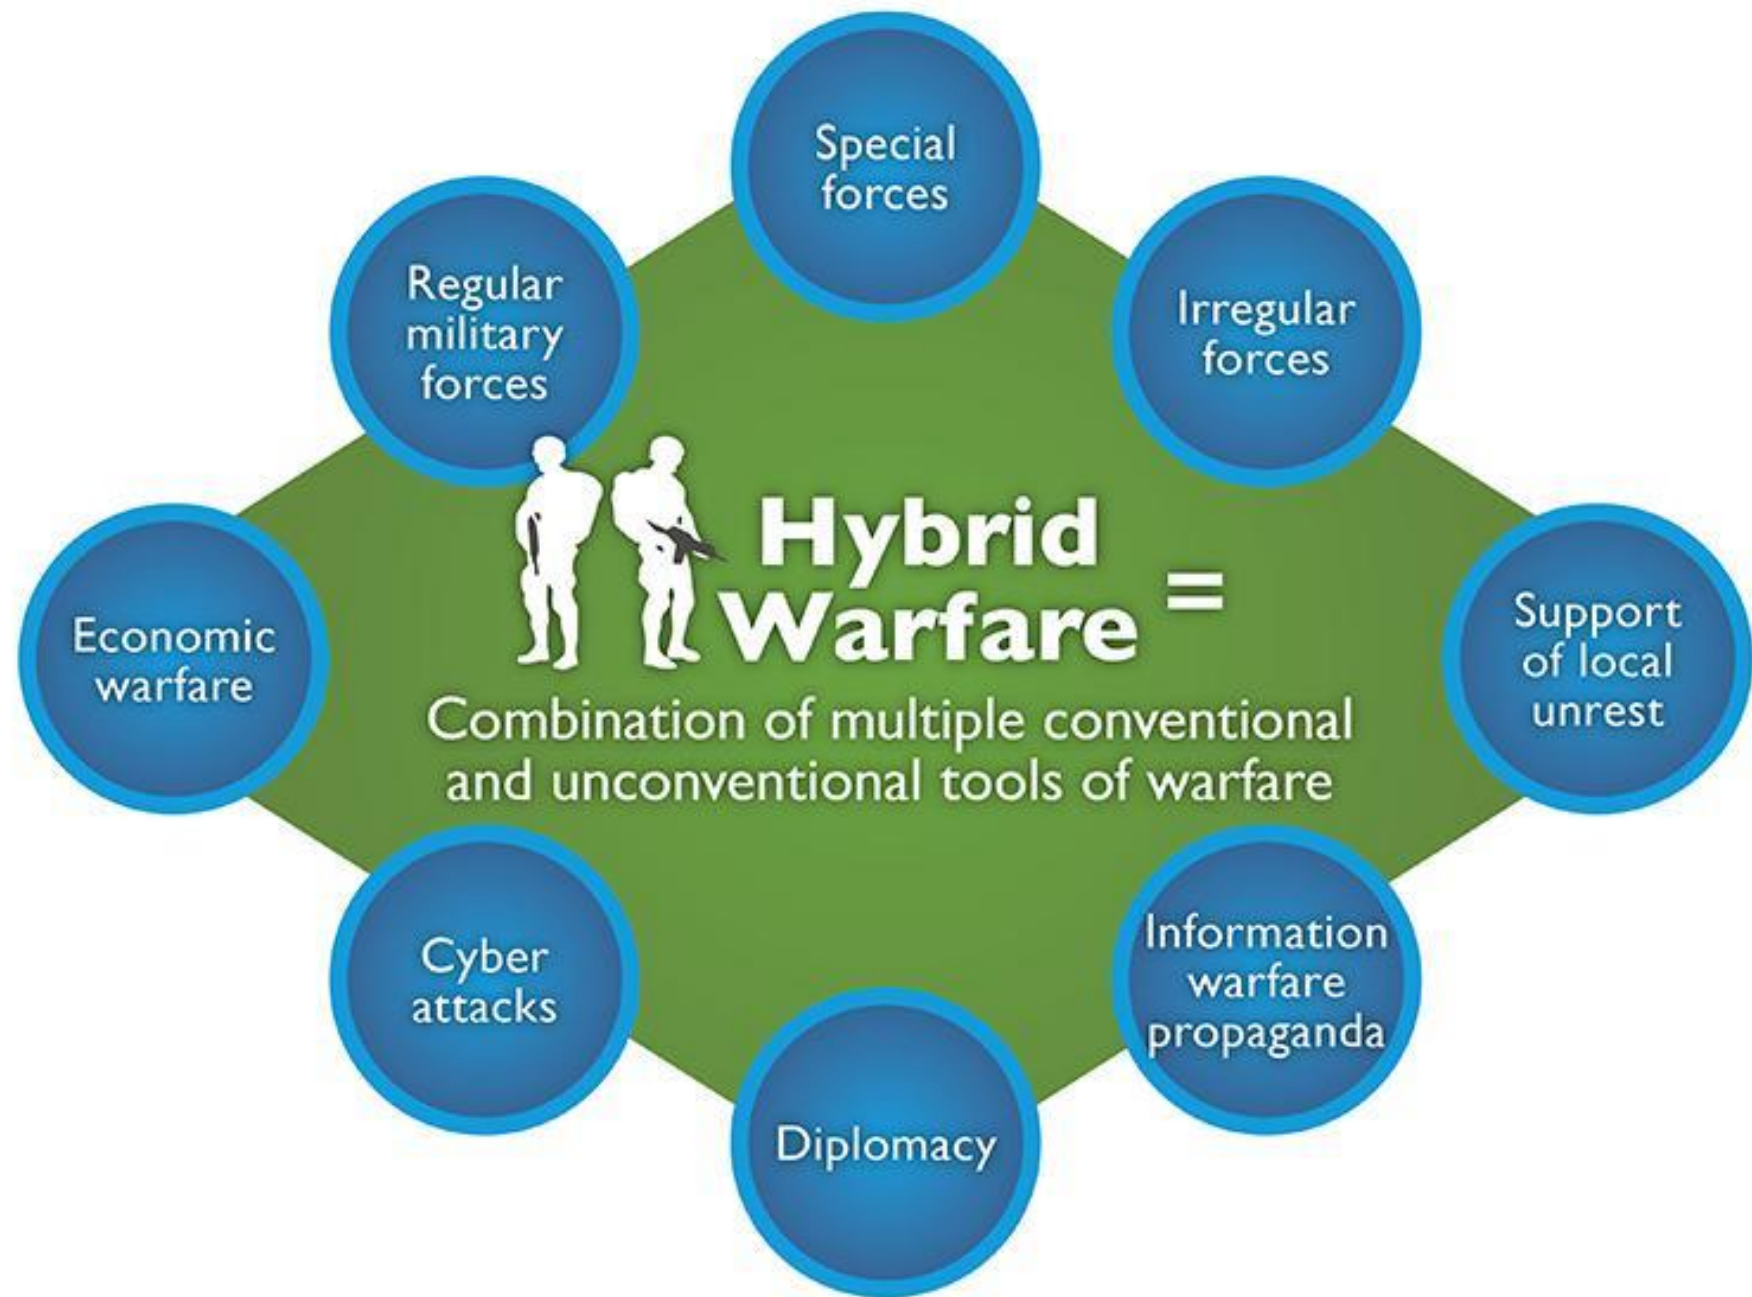 Special
forces
Regular
military
forces
Irregular
forces
Hybrid
Warfare =
Combination of multiple conventional
and unconventional tools of warfare
Economic
warfare
Support
of local
unrest
Cyber
attacks
Information
warfare
propaganda
Diplomacy